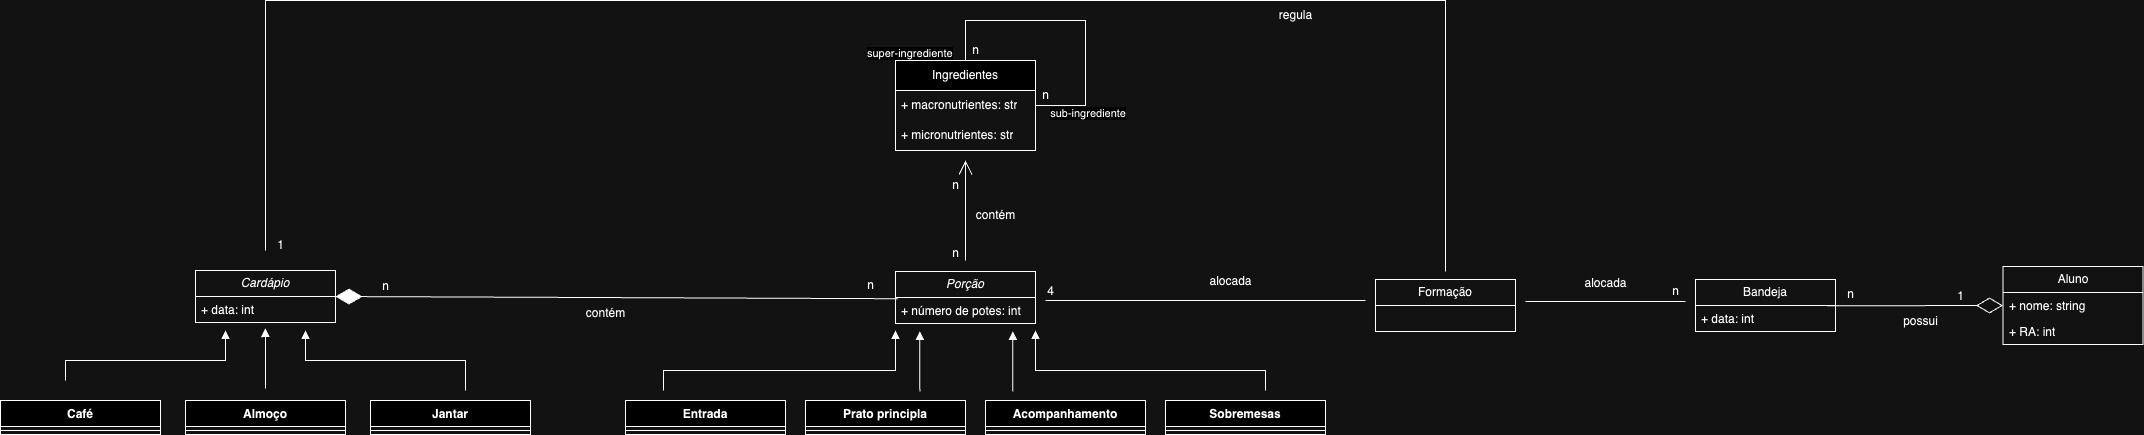 regula
n
super-ingrediente
Ingredientes
n
+ macronutrientes: str
sub-ingrediente
+ micronutrientes: str
n
contém
n
1
Cardápio
+ data: int
n
n
contém
Porção
+ número de potes: int
4
alocada
Formação
alocada
n
Bandeja
+ data: int
n
1
possui
Aluno
+ nome: string
+ RA: int
Café
Almoço
Jantar
Entrada
Prato principla
Acompanhamento
Sobremesas